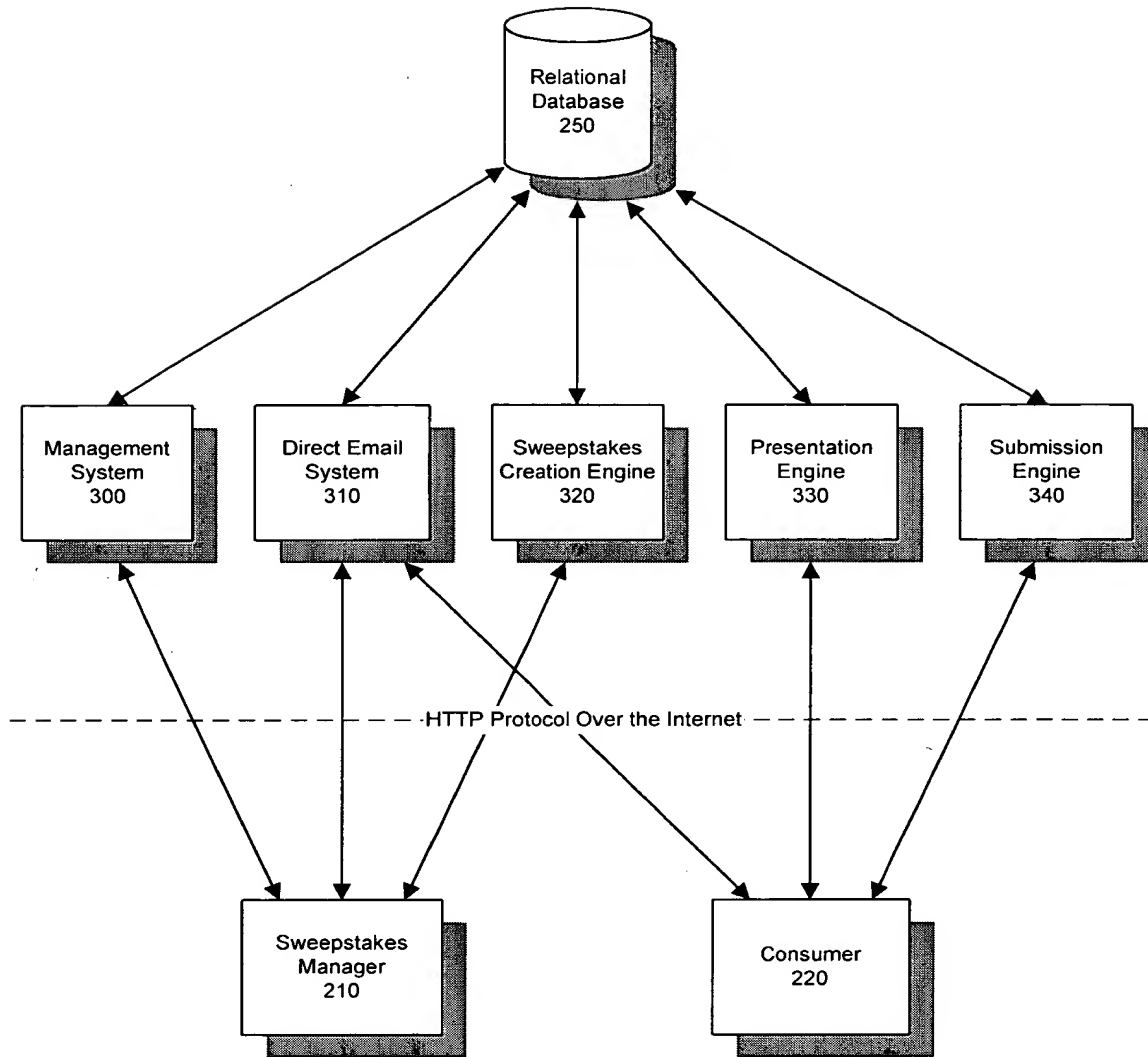 Relational
Database
250
Management
System
300
Direct Email
System
310
Sweepstakes
Creation Engine
320
Presentation
Engine
330
Submission
Engine
340
HTTP Protocol Over the Internet
Sweepstakes
Manager
210
Consumer
220